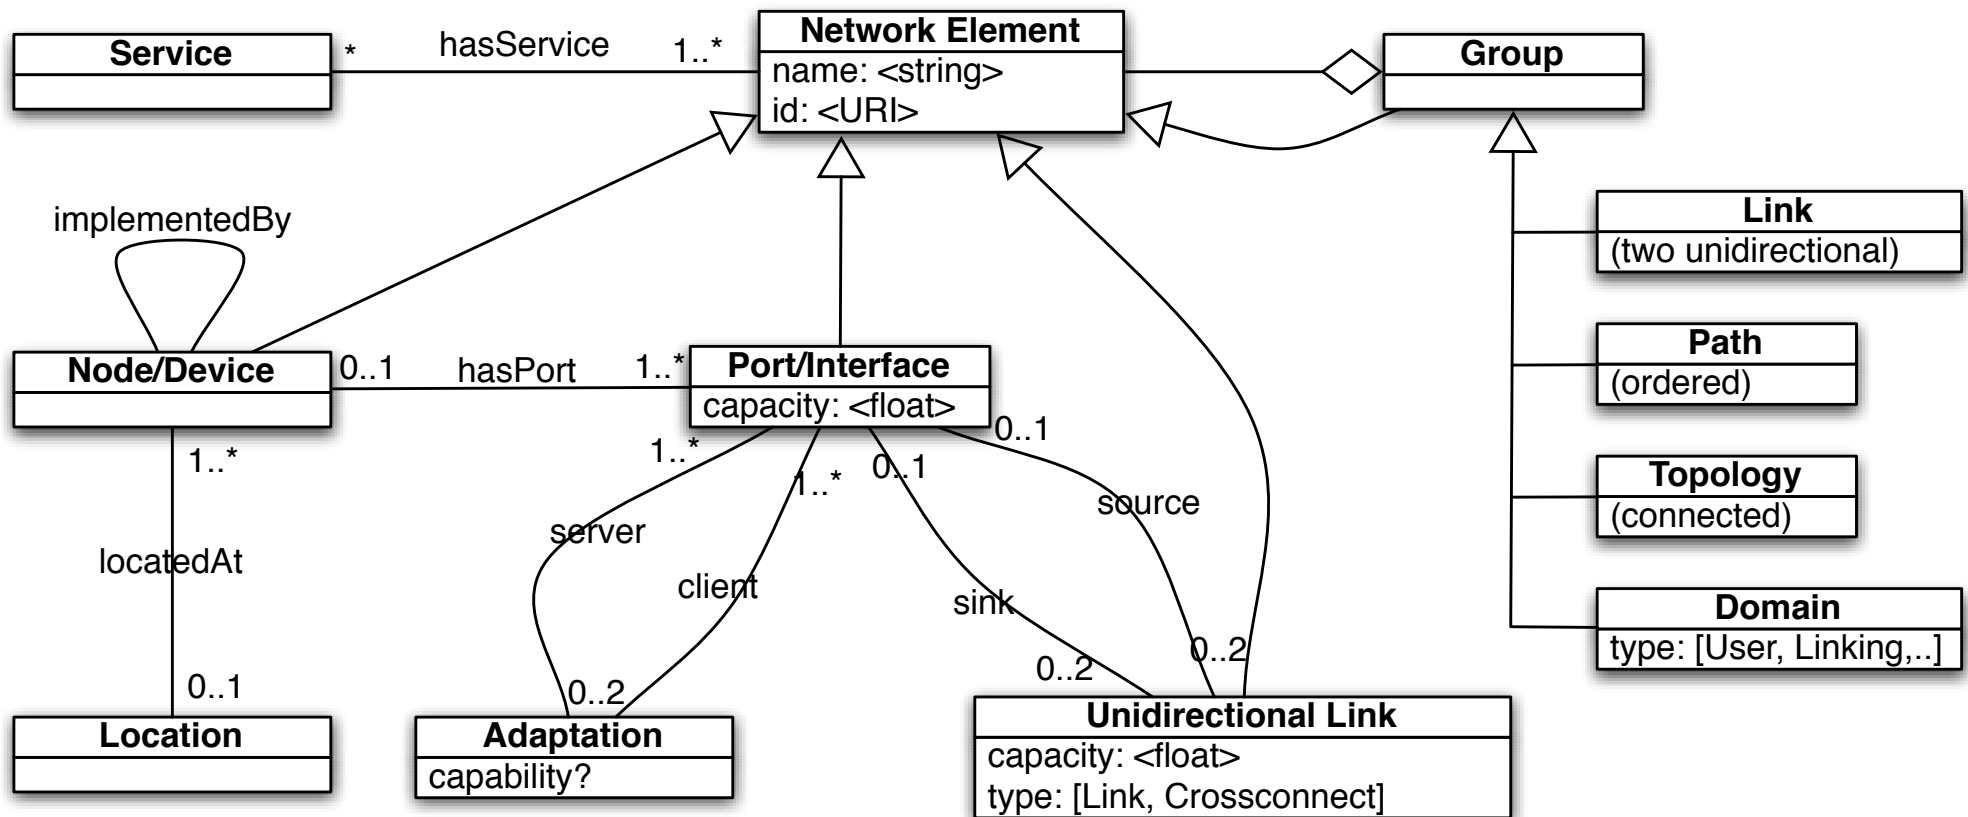 Service
* hasService 1..*
Network Element
name: <string>
id: <URI>
Group
implementedBy
Link
(two unidirectional)
Node/Device
0..1 hasPort 1..*
Port/Interface
capacity: <float>
Path
(ordered)
1..*
1..*
1..*
0..1
0..1
source
server
client
sink
locatedAt
Topology
(connected)
Domain
type: [User, Linking,..]
0..1
0..2
0..2
0..2
Location
Adaptation
capability?
Unidirectional Link
capacity: <float>
type: [Link, Crossconnect]